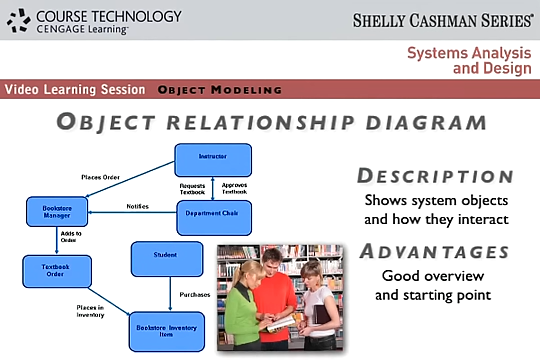 COURSE TECHNOLOGY
CENGAGE Learning™
SHELLY CASHMAN SERIES®
Systems Analysis
and Design
Video Learning Session OBJECT MODELING
OBJECT RELATIONSHIP DIAGRAM
Instructor
Places Order
Requests
Textbook
Approves
Textbook
Bookstore
Manager
Notifies
Department Chair
Adds to
Order
Textbook
Order
Student
Places in
Inventory
Purchases
Bookstore Inventory
Item
DESCRIPTION
Shows system objects
and how they interact
ADVANTAGES
Good overview
and starting point